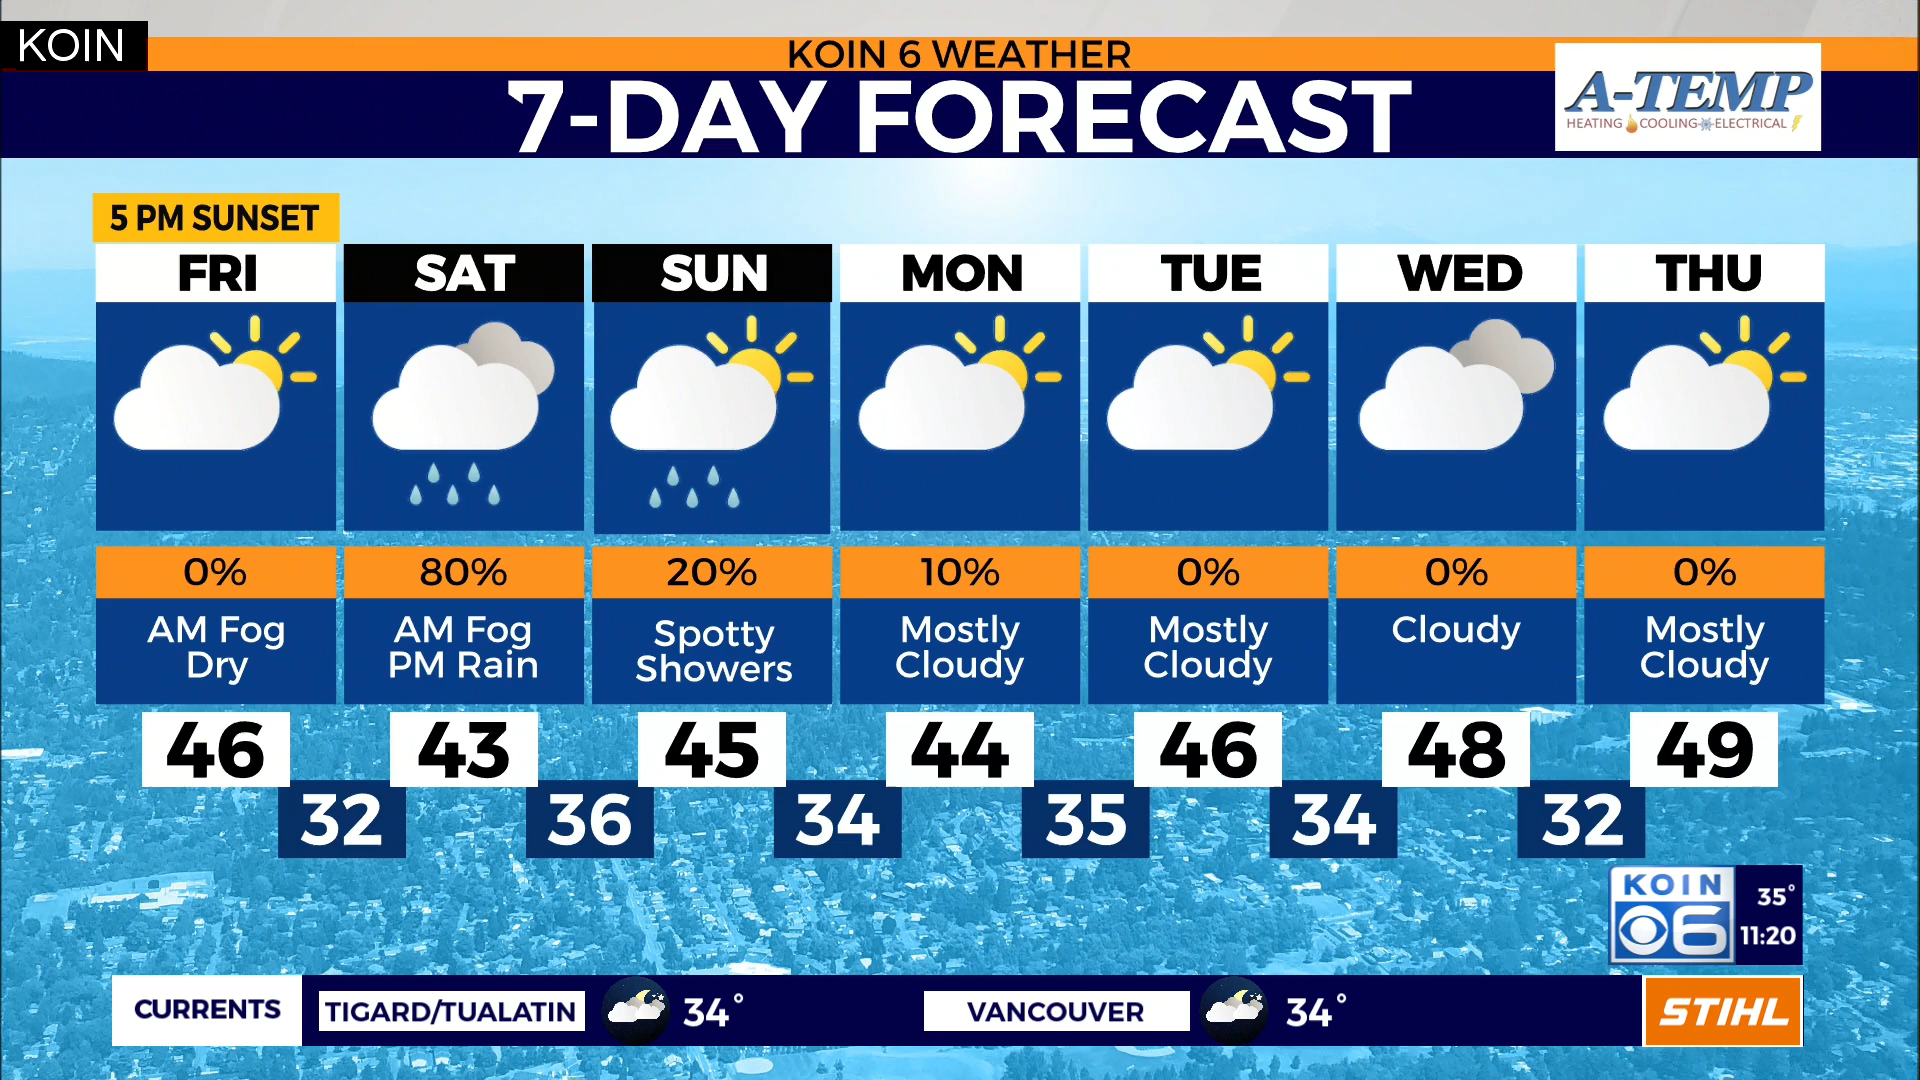 KOIN
KOIN 6 WEATHER
7-DAY FORECAST
A-TEMP
HEATING COOLING ELECTRICAL
5 PM SUNSET
FRI SAT SUN MON TUE WED THU
0% 80% 20% 10% 0% 0% 0%
AM Fog
Dry
AM Fog
PM Rain
Spotty
Showers
Mostly
Cloudy
Mostly
Cloudy
Cloudy
Mostly
Cloudy
46 43 45 44 46 48 49
32 36 34 35 34 32
KOIN
6
35°
11:20
CURRENTS
TIGARD/TUALATIN 34°
VANCOUVER 34°
STIHL